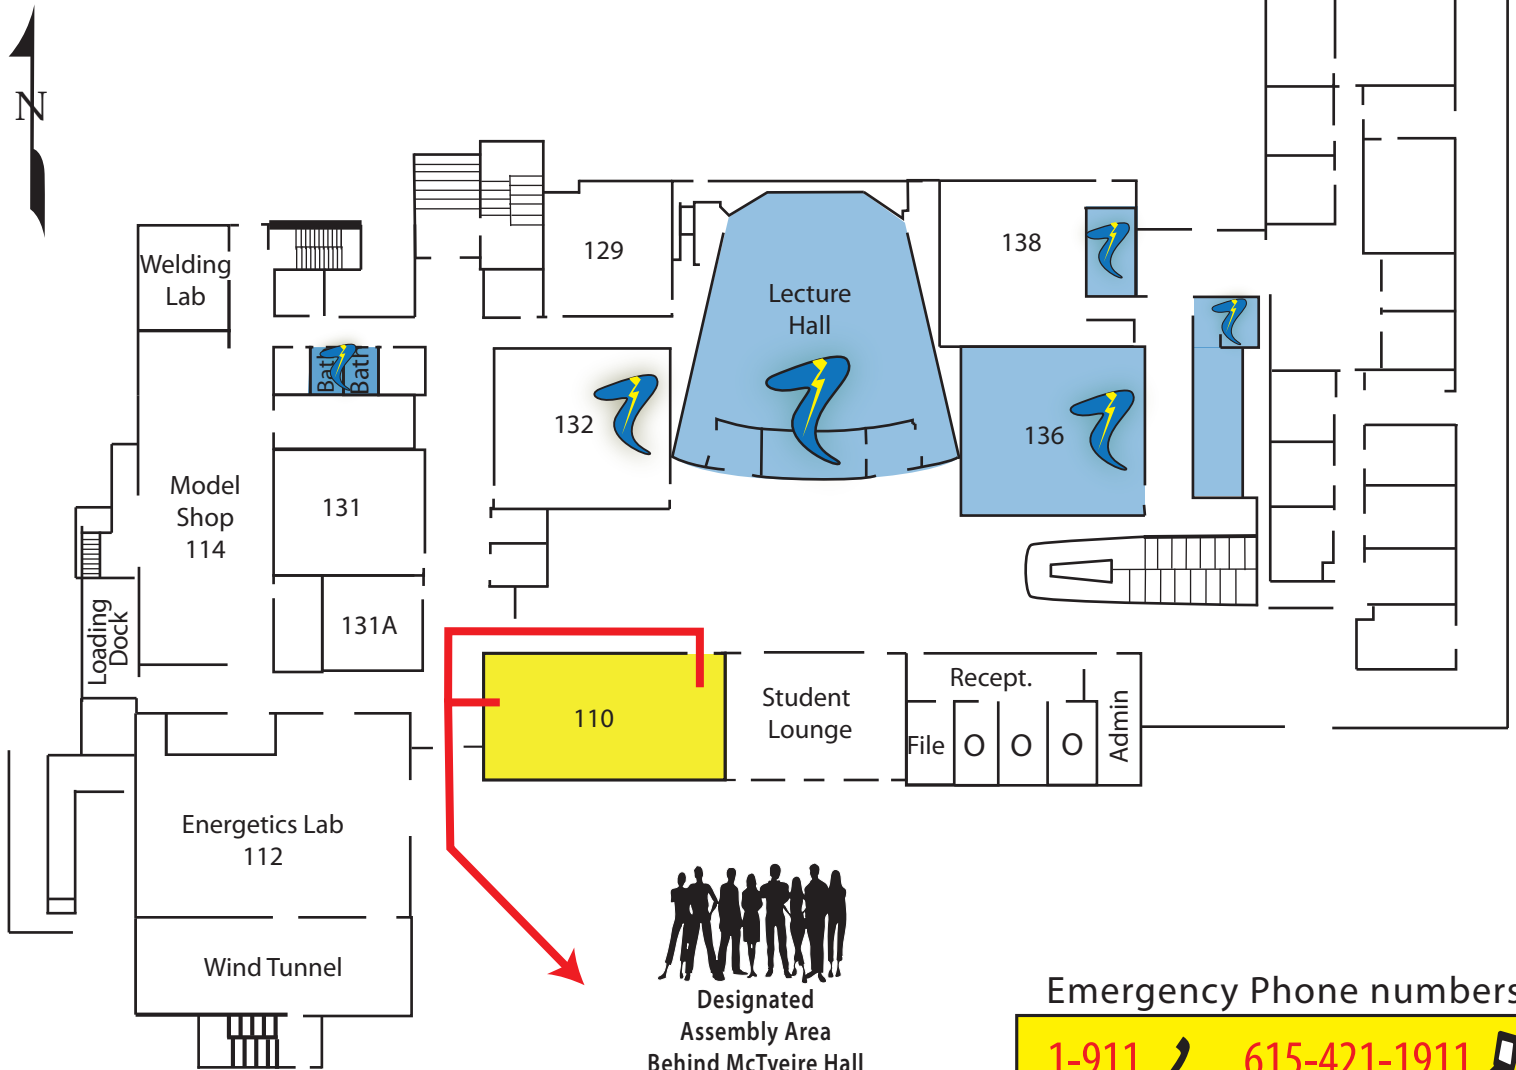 N
Welding
Lab
129
138
Lecture
Hall
Bath
Bath
132
136
Model
Shop
114
131
131A
Loading
Dock
110
Student
Lounge
Recept.
File
O
O
O
Admin
Energetics Lab
112
Wind Tunnel
Designated
Assembly Area
Behind McTyeire Hall
Emergency Phone numbers
1-911
615-421-1911